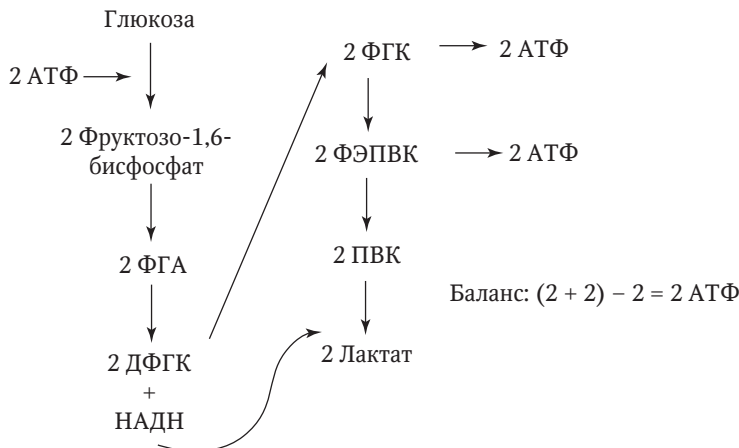 Глюкоза
2 АТФ
2 Фруктозо-1,6-
бисфосфат
2 ФГА
2 ДФГК
+
НАДН
2 ФГК
2 АТФ
2 ФЭПВК
2 АТФ
2 ПВК
2 Лактат
Баланс: (2 + 2) – 2 = 2 АТФ